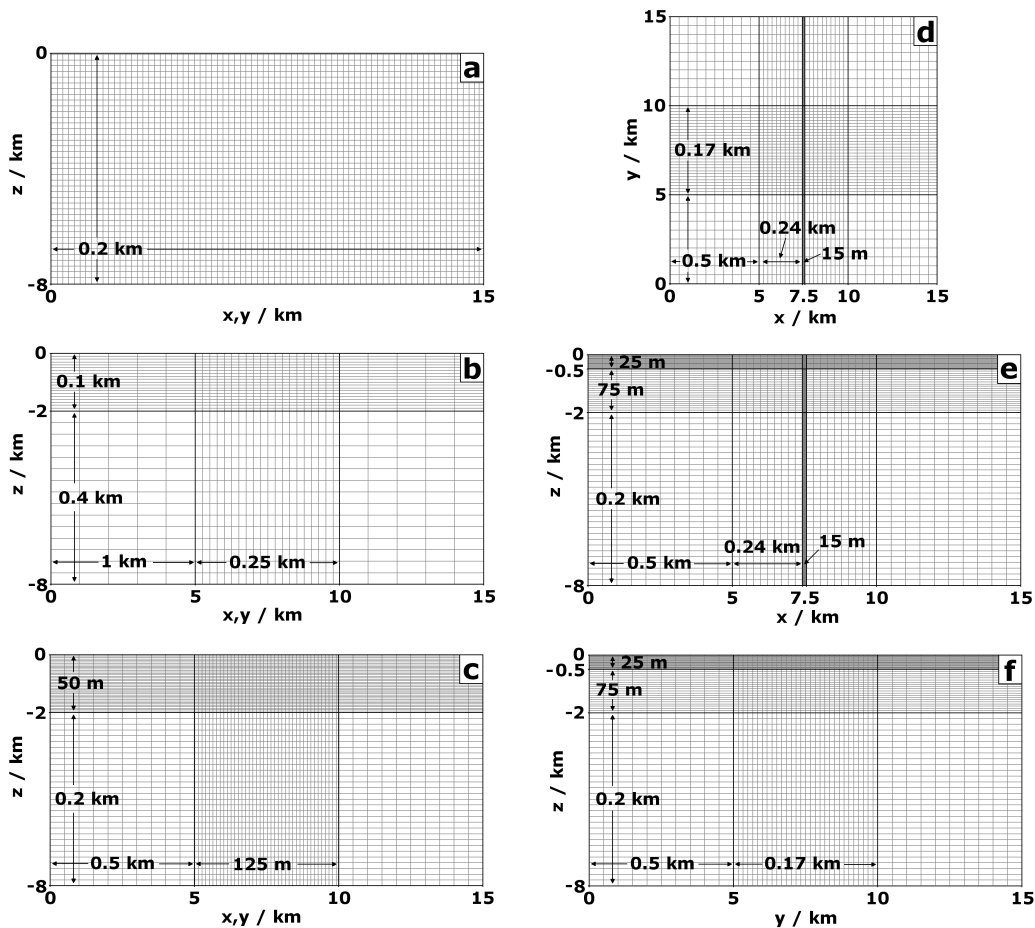 0
a
z / km
0.2 km
-8
0
15
x,y / km
0
b
0.1 km
-2
z / km
0.4 km
1 km
0.25 km
-8
0
5
10
15
x,y / km
0
c
50 m
-2
z / km
0.2 km
0.5 km
125 m
-8
0
5
10
15
x,y / km
15
d
10
y / km
0.17 km
5
0.24 km
0.5 km
15 m
0
0
5
7.5
10
15
x / km
0
25 m
e
-0.5
75 m
-2
z / km
0.2 km
0.24 km
15 m
0.5 km
-8
0
5
7.5
10
15
x / km
0
25 m
f
-0.5
75 m
-2
z / km
0.2 km
0.5 km
0.17 km
-8
0
5
10
15
y / km